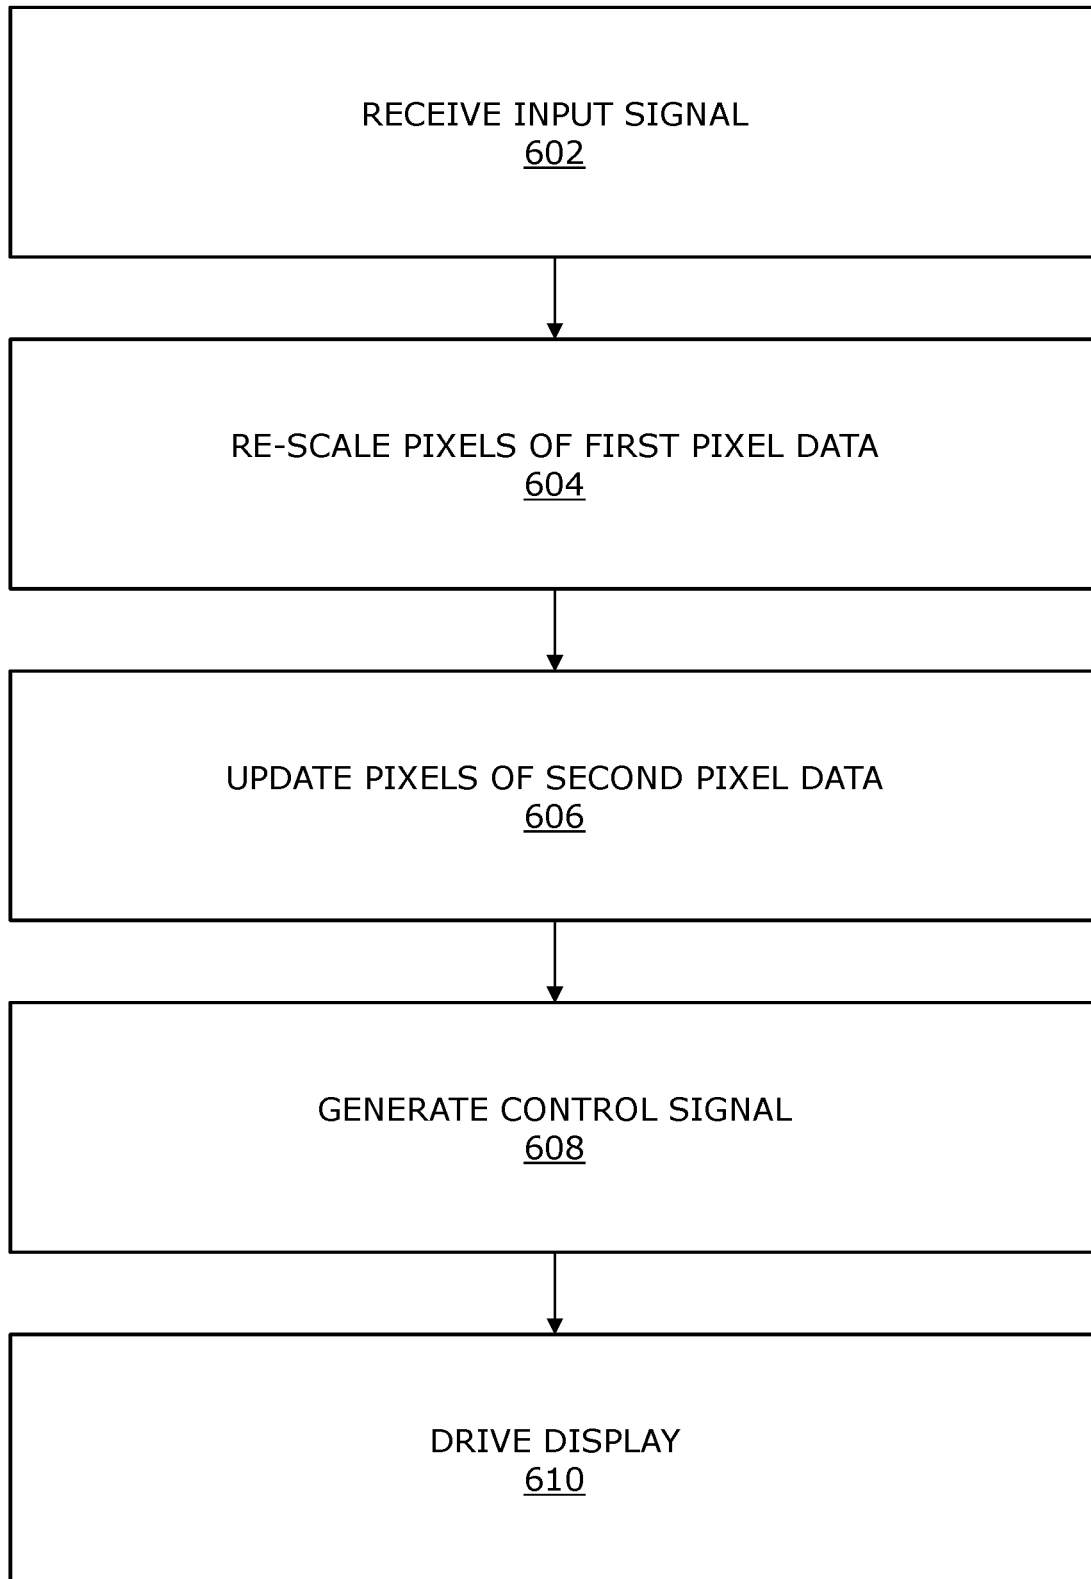 RECEIVE INPUT SIGNAL
602
RE-SCALE PIXELS OF FIRST PIXEL DATA
604
UPDATE PIXELS OF SECOND PIXEL DATA
606
GENERATE CONTROL SIGNAL
608
DRIVE DISPLAY
610